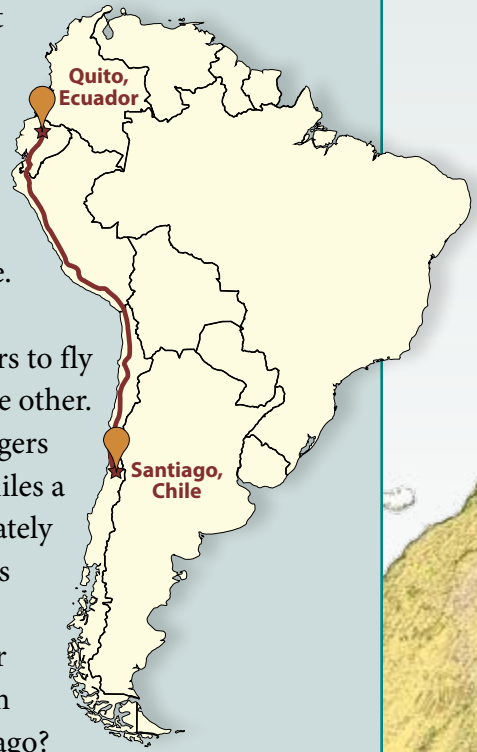 t
Quito,
Ecuador
e.
rs to fly
e other.
gers
iles a
ately
s
r
n
ago?
Santiago,
Chile